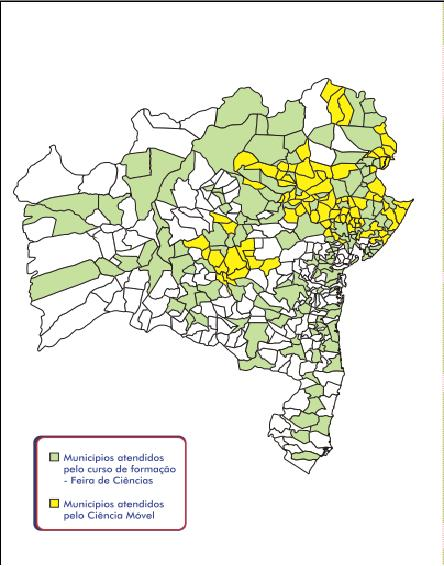 Municípios atendidos
pelo curso de formação
- Feira de Ciências
Municípios atendidos
pelo Ciência Móvel